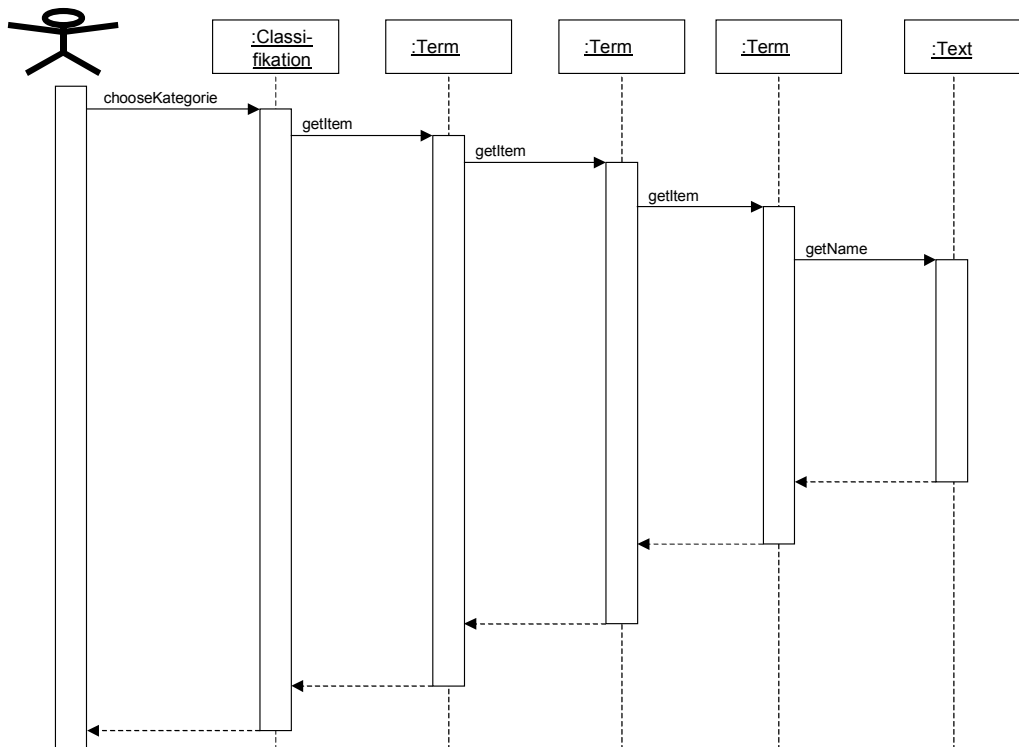 :Classi-
fikation
:Term
:Term
:Term
:Text
chooseKategorie
getItem
getItem
getItem
getName